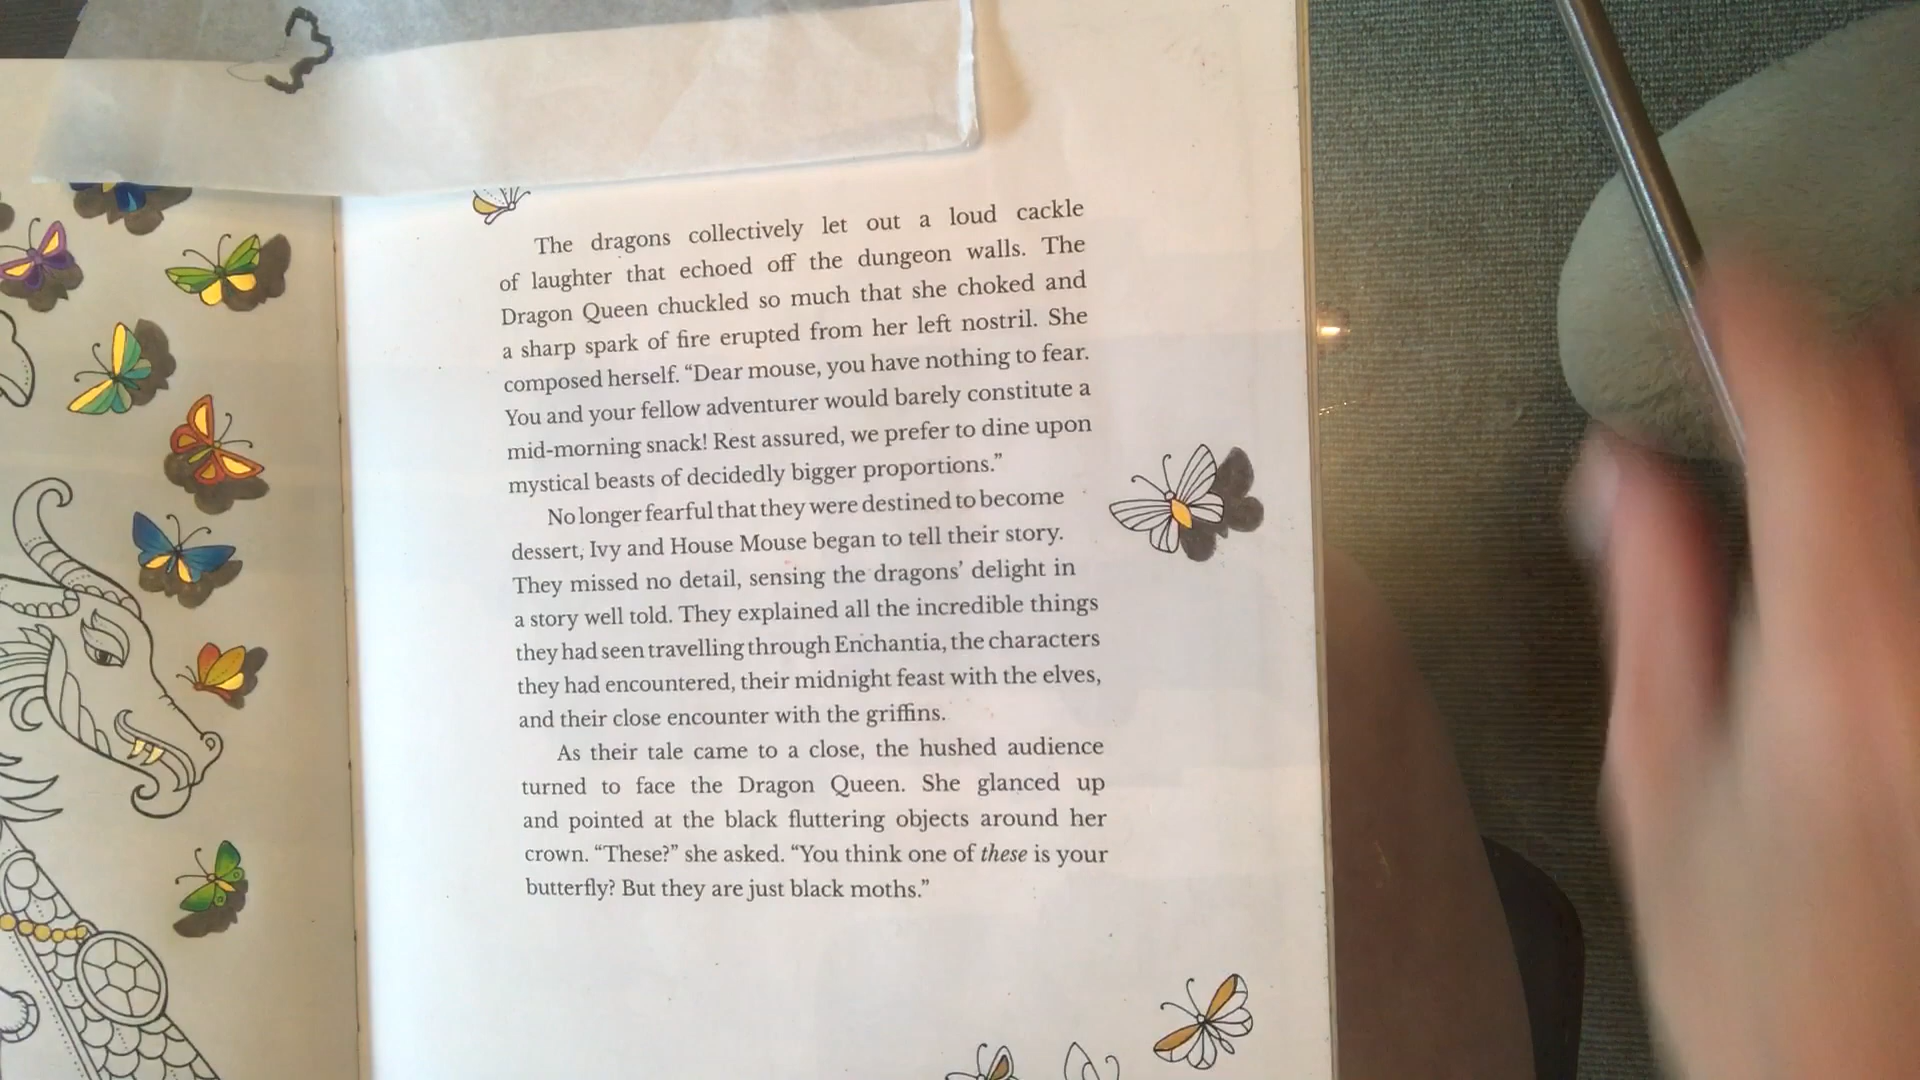 The dragons collectively let out a loud cackle
of laughter that echoed off the dungeon walls. The
Dragon Queen chuckled so much that she choked and
a sharp spark of fire erupted from her left nostril. She
composed herself. “Dear mouse, you have nothing to fear.
You and your fellow adventurer would barely constitute a
mid-morning snack! Rest assured, we prefer to dine upon
mystical beasts of decidedly bigger proportions.”
No longer fearful that they were destined to become
dessert, Ivy and House Mouse began to tell their story.
They missed no detail, sensing the dragons’ delight in
a story well told. They explained all the incredible things
they had seen travelling through Enchantia, the characters
they had encountered, their midnight feast with the elves,
and their close encounter with the griffins.
As their tale came to a close, the hushed audience
turned to face the Dragon Queen. She glanced up
and pointed at the black fluttering objects around her
crown. “These?” she asked. “You think one of these is your
butterfly? But they are just black moths.”